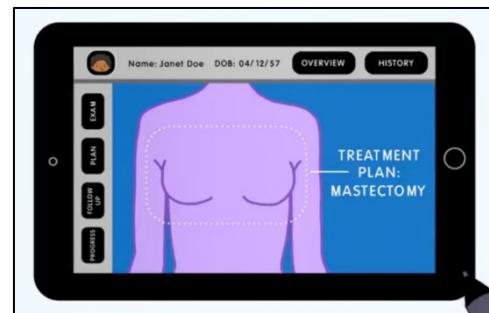 Name: Janet Doe DOB: 04/12/57 OVERVIEW HISTORY
EXAM
PLAN
FOLLOW
UP
PROGRESS
TREATMENT
PLAN:
MASTECTOMY